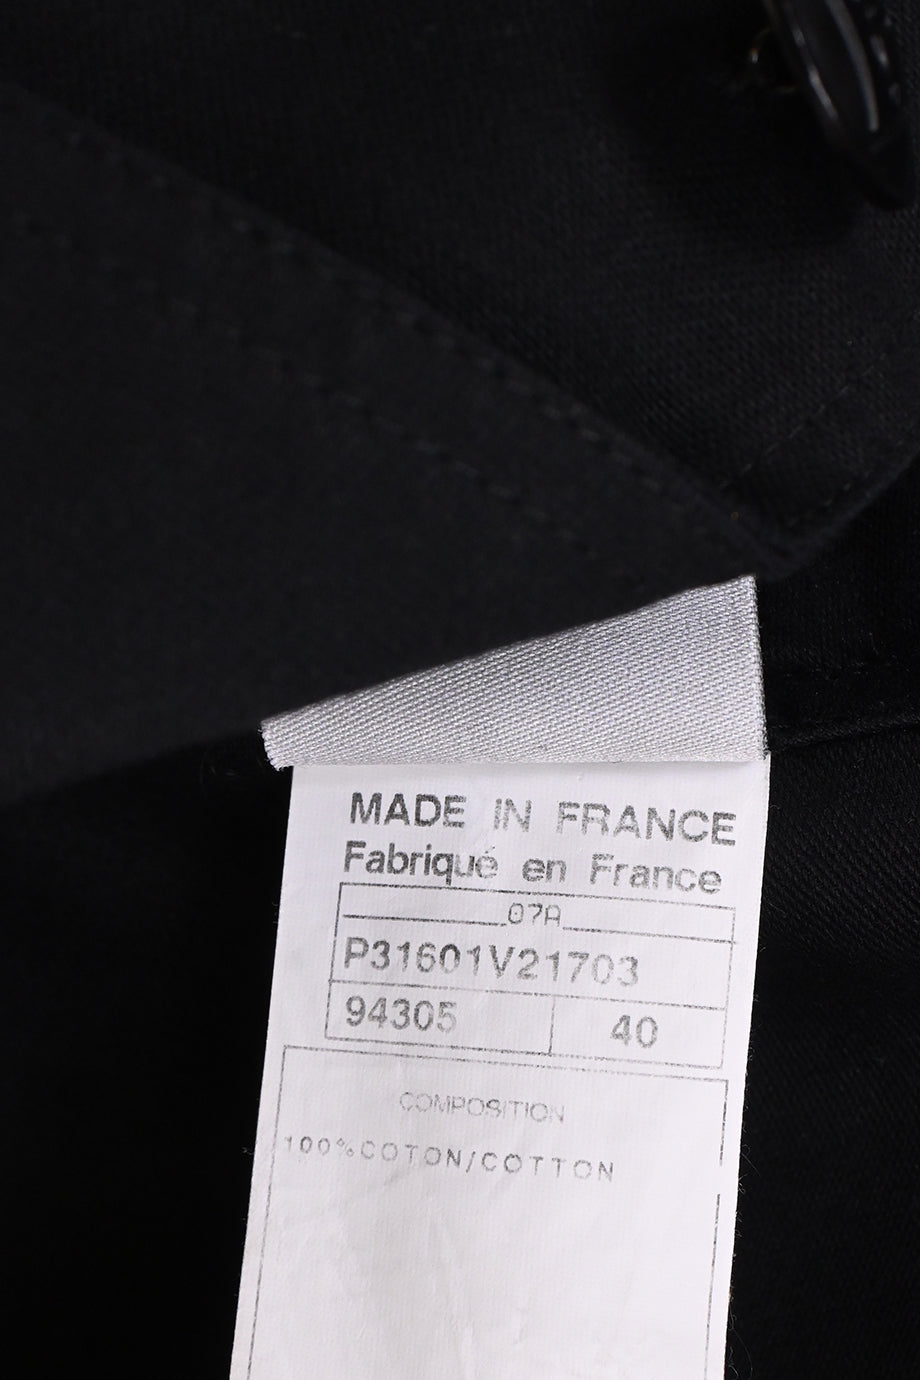 MADE IN FRANCE
Fabriqué en France
07A
P31601V21703
94305 40
COMPOSITION
100%COTON/COTTON